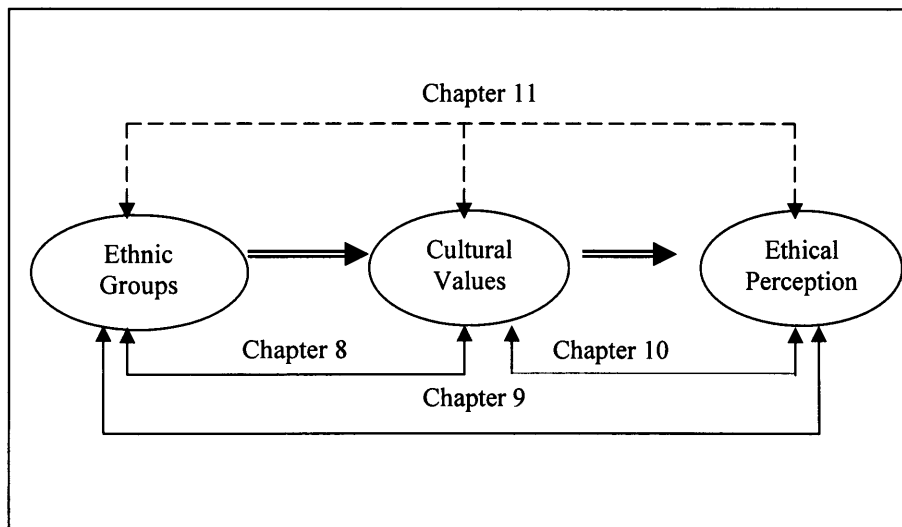 Chapter 11
Ethnic
Groups
Cultural
Values
Ethical
Perception
Chapter 8
Chapter 10
Chapter 9